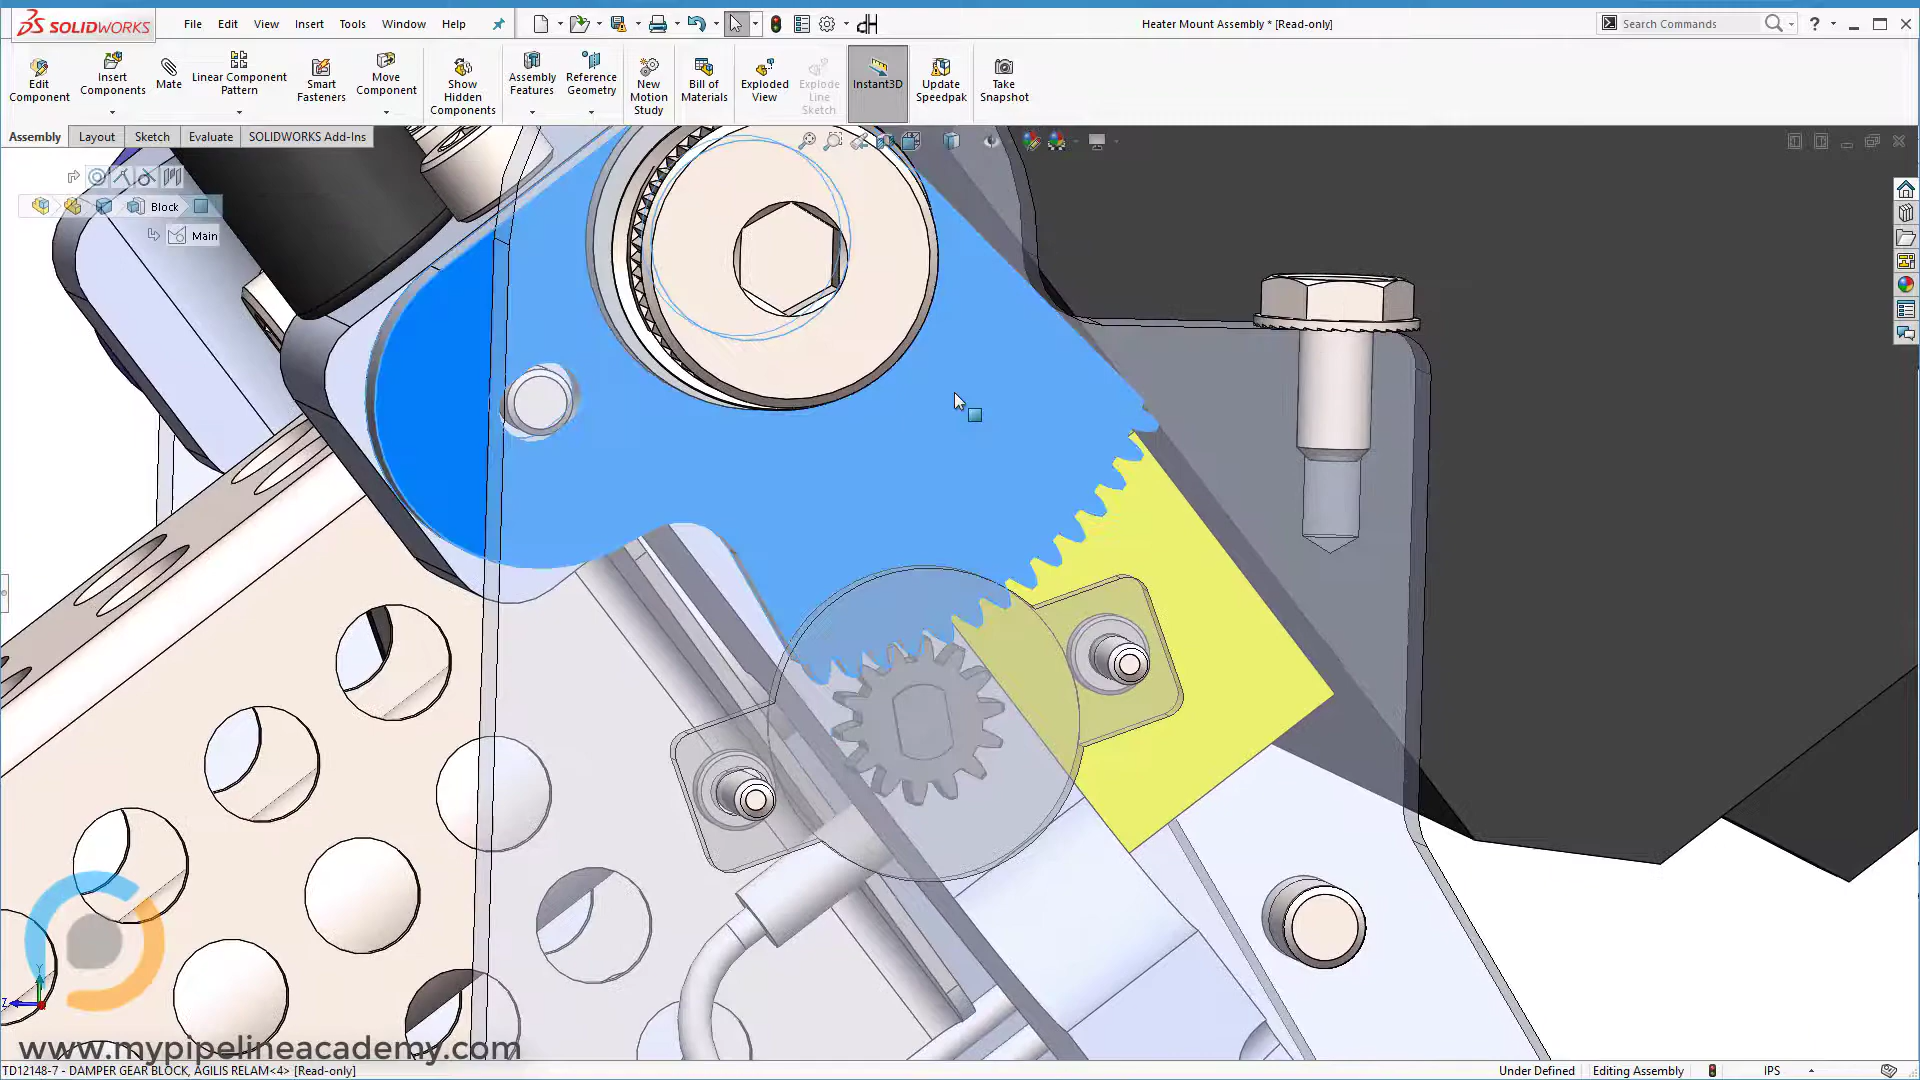 SOLIDWORKS
File Edit View Insert Tools Window Help
Heater Mount Assembly * [Read-only]
Search Commands
?
Edit Component
Insert Components
Mate
Linear Component Pattern
Smart Fasteners
Move Component
Show Hidden Components
Assembly Features
Reference Geometry
New Motion Study
Bill of Materials
Exploded View
Explode Line Sketch
Instant3D
Update Speedpak
Take Snapshot
Assembly Layout Sketch Evaluate SOLIDWORKS Add-Ins
Block
Main
Y
Z
www.mypipelineacademy.com
TD12148-7 - DAMPER GEAR BLOCK, AGILIS RELAM<4> [Read-only]
Under Defined Editing Assembly IPS